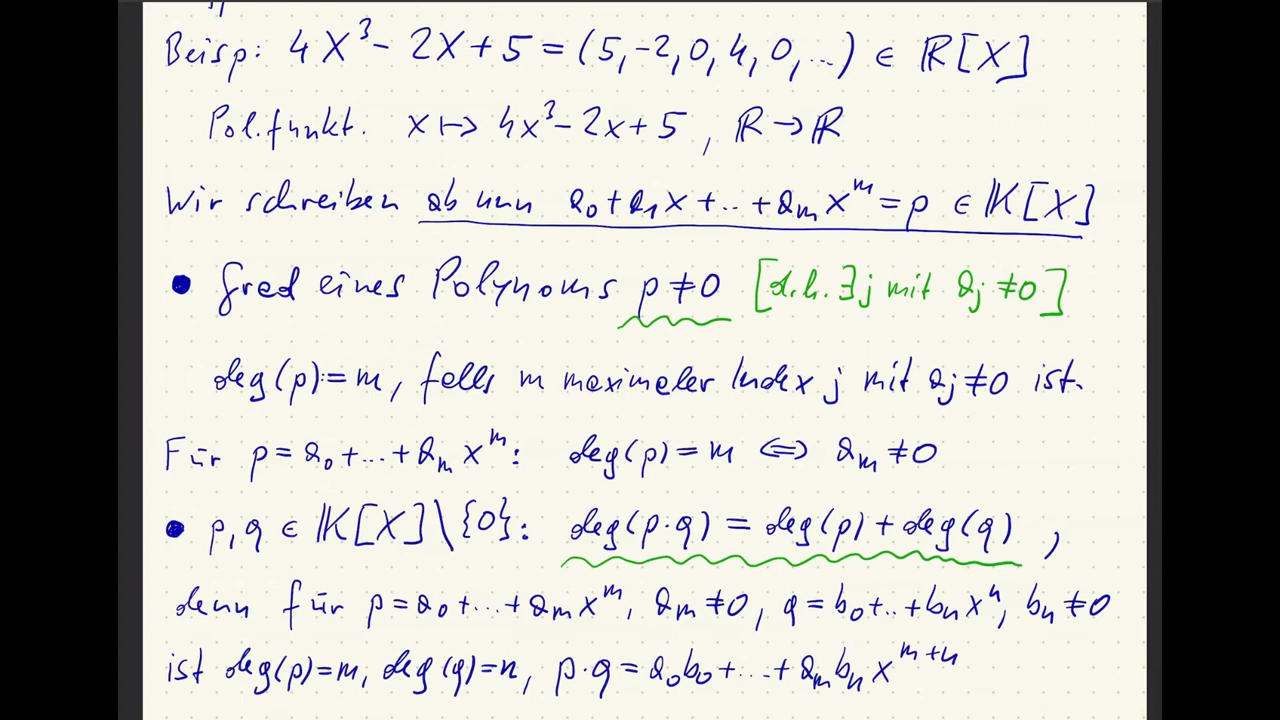 Beisp: 4X³ - 2X + 5 = (5, -2, 0, 4, 0, ...) ∈ ℝ[X]
Pol.funkt. x ↦ 4x³ - 2x + 5, ℝ → ℝ
Wir schreiben ab nun a₀ + a₁x + .. + aₘxᵐ = p ∈ 𝕂[X]
• Grad eines Polynoms p ≠ 0 [d.h. ∃j mit aⱼ ≠ 0]
deg(p) := m, falls m maximaler Index j mit aⱼ ≠ 0 ist.
Für p = a₀ + ... + aₘxᵐ: deg(p) = m ⇔ aₘ ≠ 0
• p, q ∈ 𝕂[X] \ {0}: deg(p·q) = deg(p) + deg(q),
denn für p = a₀ + ... + aₘxᵐ, aₘ ≠ 0, q = b₀ + .. + bₙxⁿ, bₙ ≠ 0
ist deg(p) = m, deg(q) = n, p·q = a₀b₀ + ... + aₘbₙxᵐ⁺ⁿ